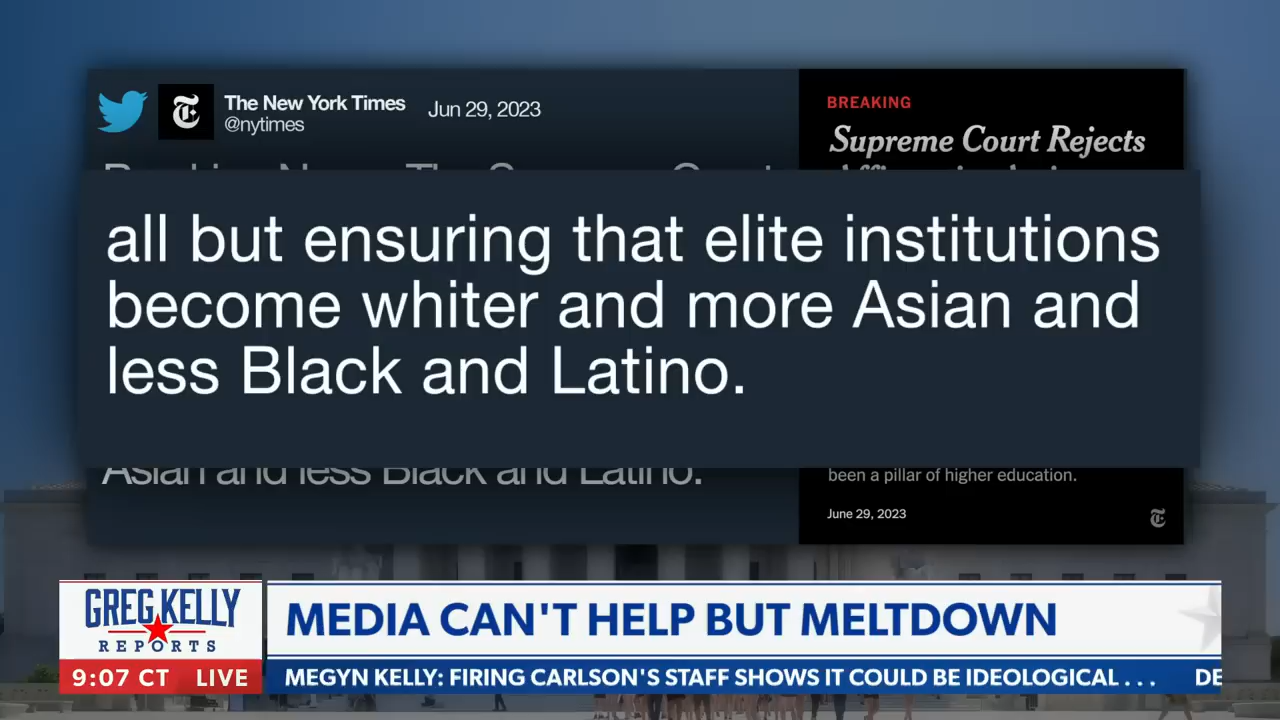 The New York Times
@nytimes
Jun 29, 2023
BREAKING
Supreme Court Rejects
all but ensuring that elite institutions
become whiter and more Asian and
less Black and Latino.
Asian and less Black and Latino.
been a pillar of higher education.
June 29, 2023
GREG KELLY
REPORTS
MEDIA CAN'T HELP BUT MELTDOWN
9:07 CT LIVE
MEGYN KELLY: FIRING CARLSON'S STAFF SHOWS IT COULD BE IDEOLOGICAL . . .